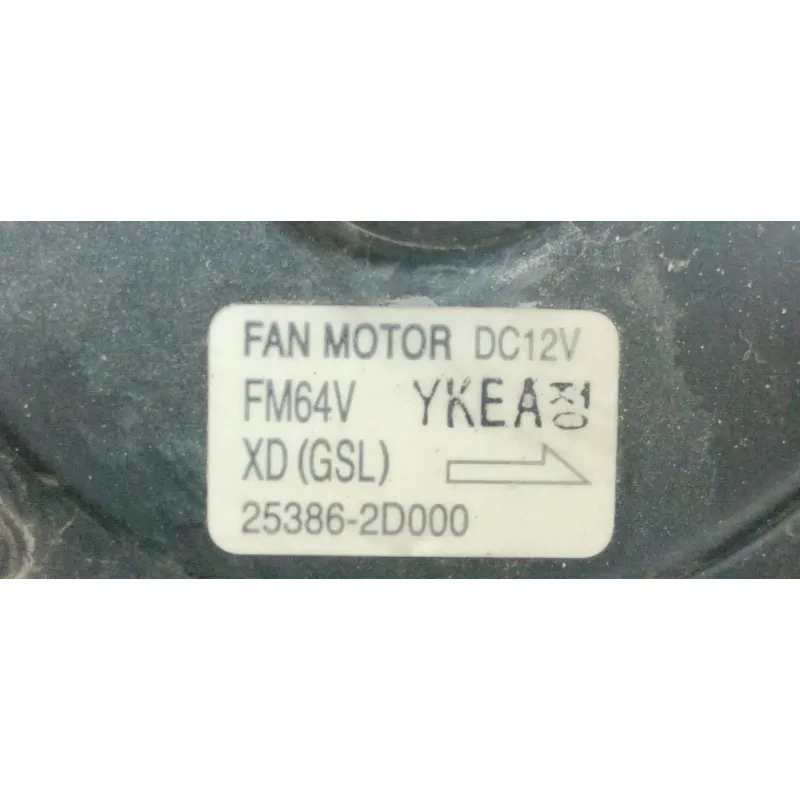 FAN MOTOR DC12V
FM64V YKEA
XD (GSL)
25386-2D000